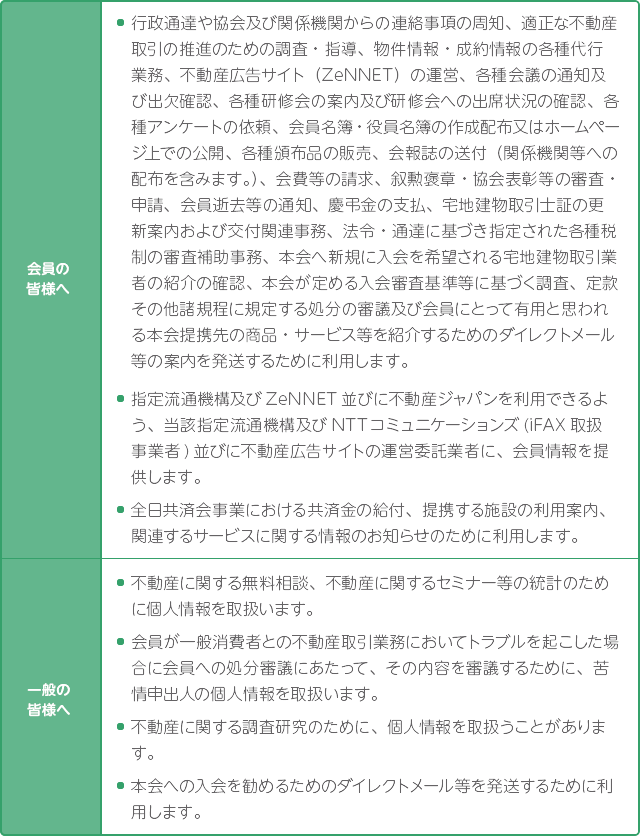 会員の
皆様へ
行政通達や協会及び関係機関からの連絡事項の周知、適正な不動産
取引の推進のための調査・指導、物件情報・成約情報の各種代行
業務、不動産広告サイト（ZeNNET）の運営、各種会議の通知及
び出欠確認、各種研修会の案内及び研修会への出席状況の確認、各
種アンケートの依頼、会員名簿・役員名簿の作成配布又はホームペー
ジ上での公開、各種頒布品の販売、会報誌の送付（関係機関等への
配布を含みます。）、会費等の請求、叙勲褒章・協会表彰等の審査・
申請、会員逝去等の通知、慶弔金の支払、宅地建物取引士証の更
新案内および交付関連事務、法令・通達に基づき指定された各種税
制の審査補助事務、本会へ新規に入会を希望される宅地建物取引業
者の紹介の確認、本会が定める入会審査基準等に基づく調査、定款
その他諸規程に規定する処分の審議及び会員にとって有用と思われ
る本会提携先の商品・サービス等を紹介するためのダイレクトメール
等の案内を発送するために利用します。
指定流通機構及び ZeNNET 並びに不動産ジャパンを利用できるよ
う、当該指定流通機構及び NTTコミュニケーションズ (iFAX 取扱
事業者 ) 並びに不動産広告サイトの運営委託業者に、会員情報を提
供します。
全日共済会事業における共済金の給付、提携する施設の利用案内、
関連するサービスに関する情報のお知らせのために利用します。
一般の
皆様へ
不動産に関する無料相談、不動産に関するセミナー等の統計のため
に個人情報を取扱います。
会員が一般消費者との不動産取引業務においてトラブルを起こした場
合に会員への処分審議にあたって、その内容を審議するために、苦
情申出人の個人情報を取扱います。
不動産に関する調査研究のために、個人情報を取扱うことがありま
す。
本会への入会を勧めるためのダイレクトメール等を発送するために利
用します。